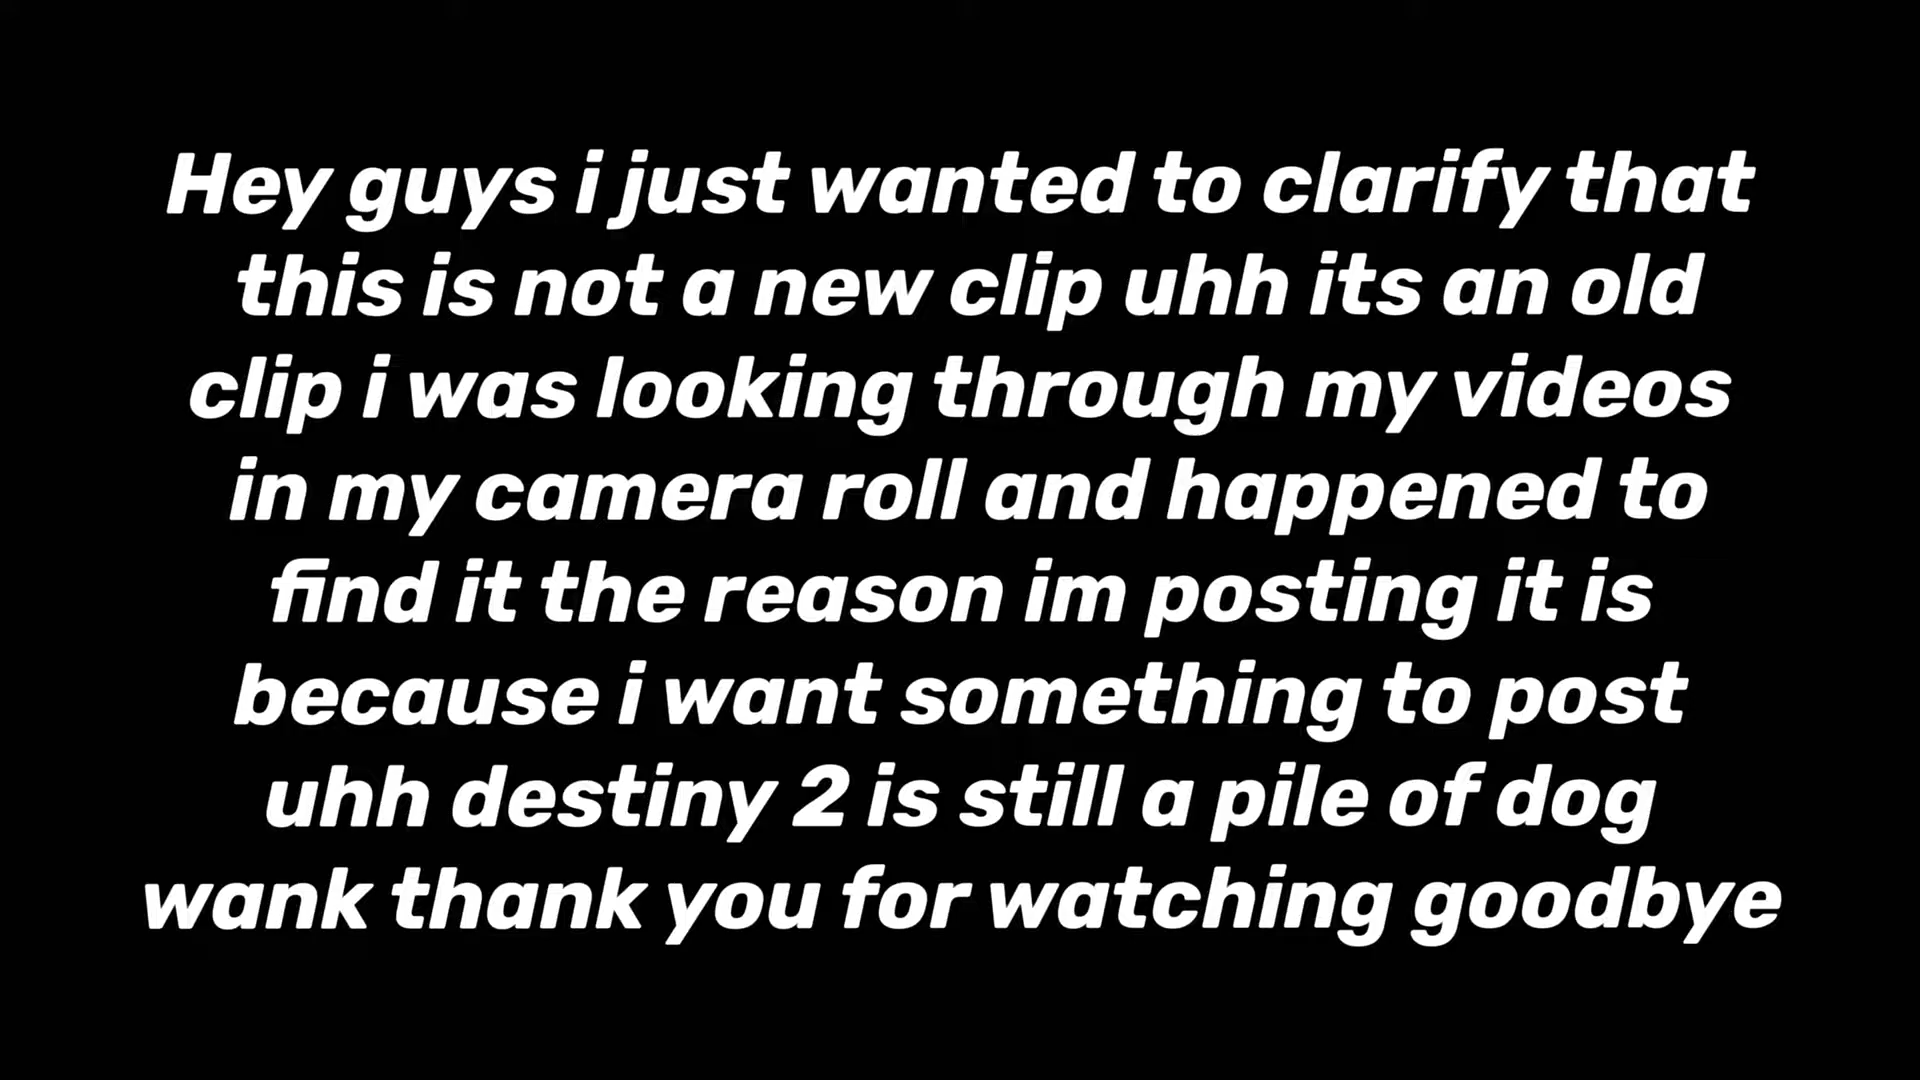 Hey guys i just wanted to clarify that
this is not a new clip uhh its an old
clip i was looking through my videos
in my camera roll and happened to
find it the reason im posting it is
because i want something to post
uhh destiny 2 is still a pile of dog
wank thank you for watching goodbye